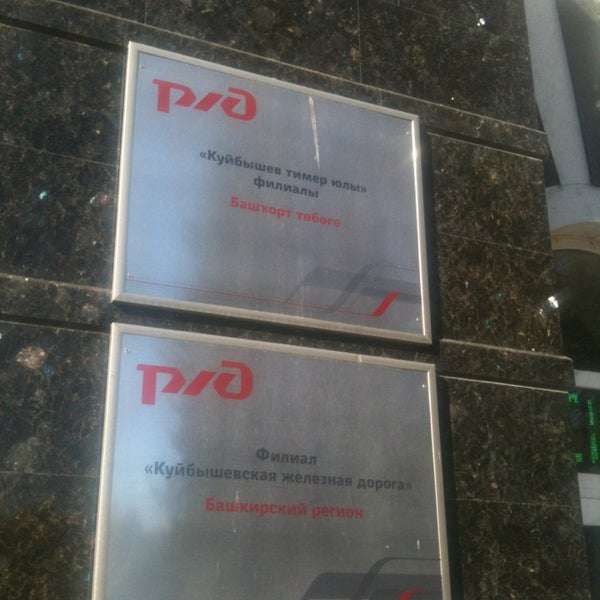 РЖД
«Куйбышев тимер юлы»
филиалы
Башҡорт төбәге
РЖД
Филиал
«Куйбышевская железная дорога»
Башкирский регион